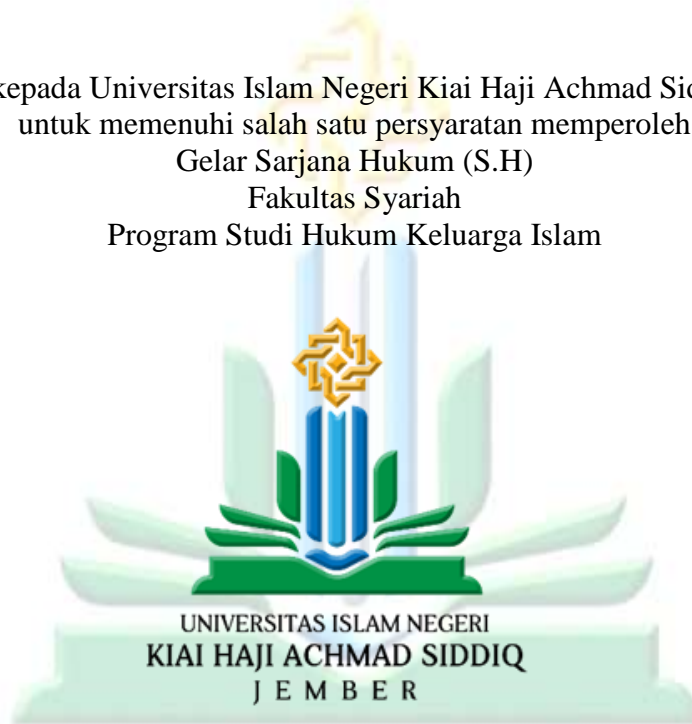 kepada Universitas Islam Negeri Kiai Haji Achmad
untuk memenuhi salah satu persyaratan memperoleh
Gelar Sarjana Hukum (S.H)
Fakultas Syariah
Program Studi Hukum Keluarga Islam
UNIVERSITAS ISLAM NEGERI
KIAI HAJI ACHMAD SIDDIQ
JEMBER